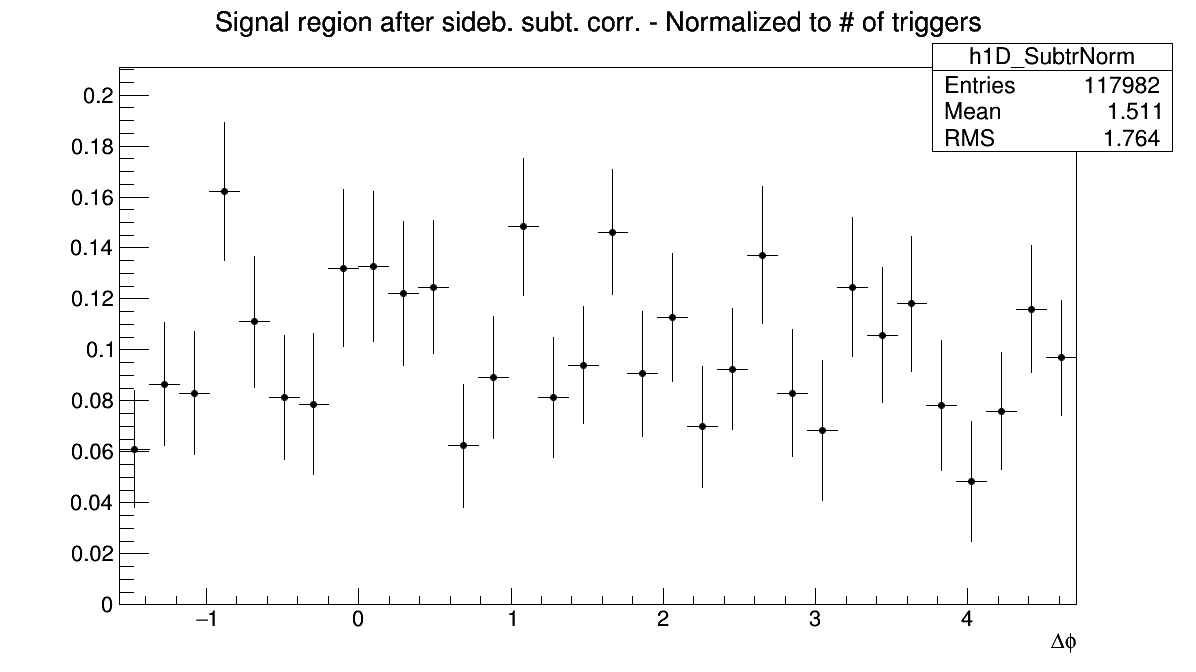 Signal region after sideb. subt. corr. - Normalized to # of triggers
h1D_SubtrNorm
Entries 117982
Mean 1.511
RMS 1.764
0.2
0.18
0.16
0.14
0.12
0.1
0.08
0.06
0.04
0.02
0
−1 0 1 2 3 4
Δϕ